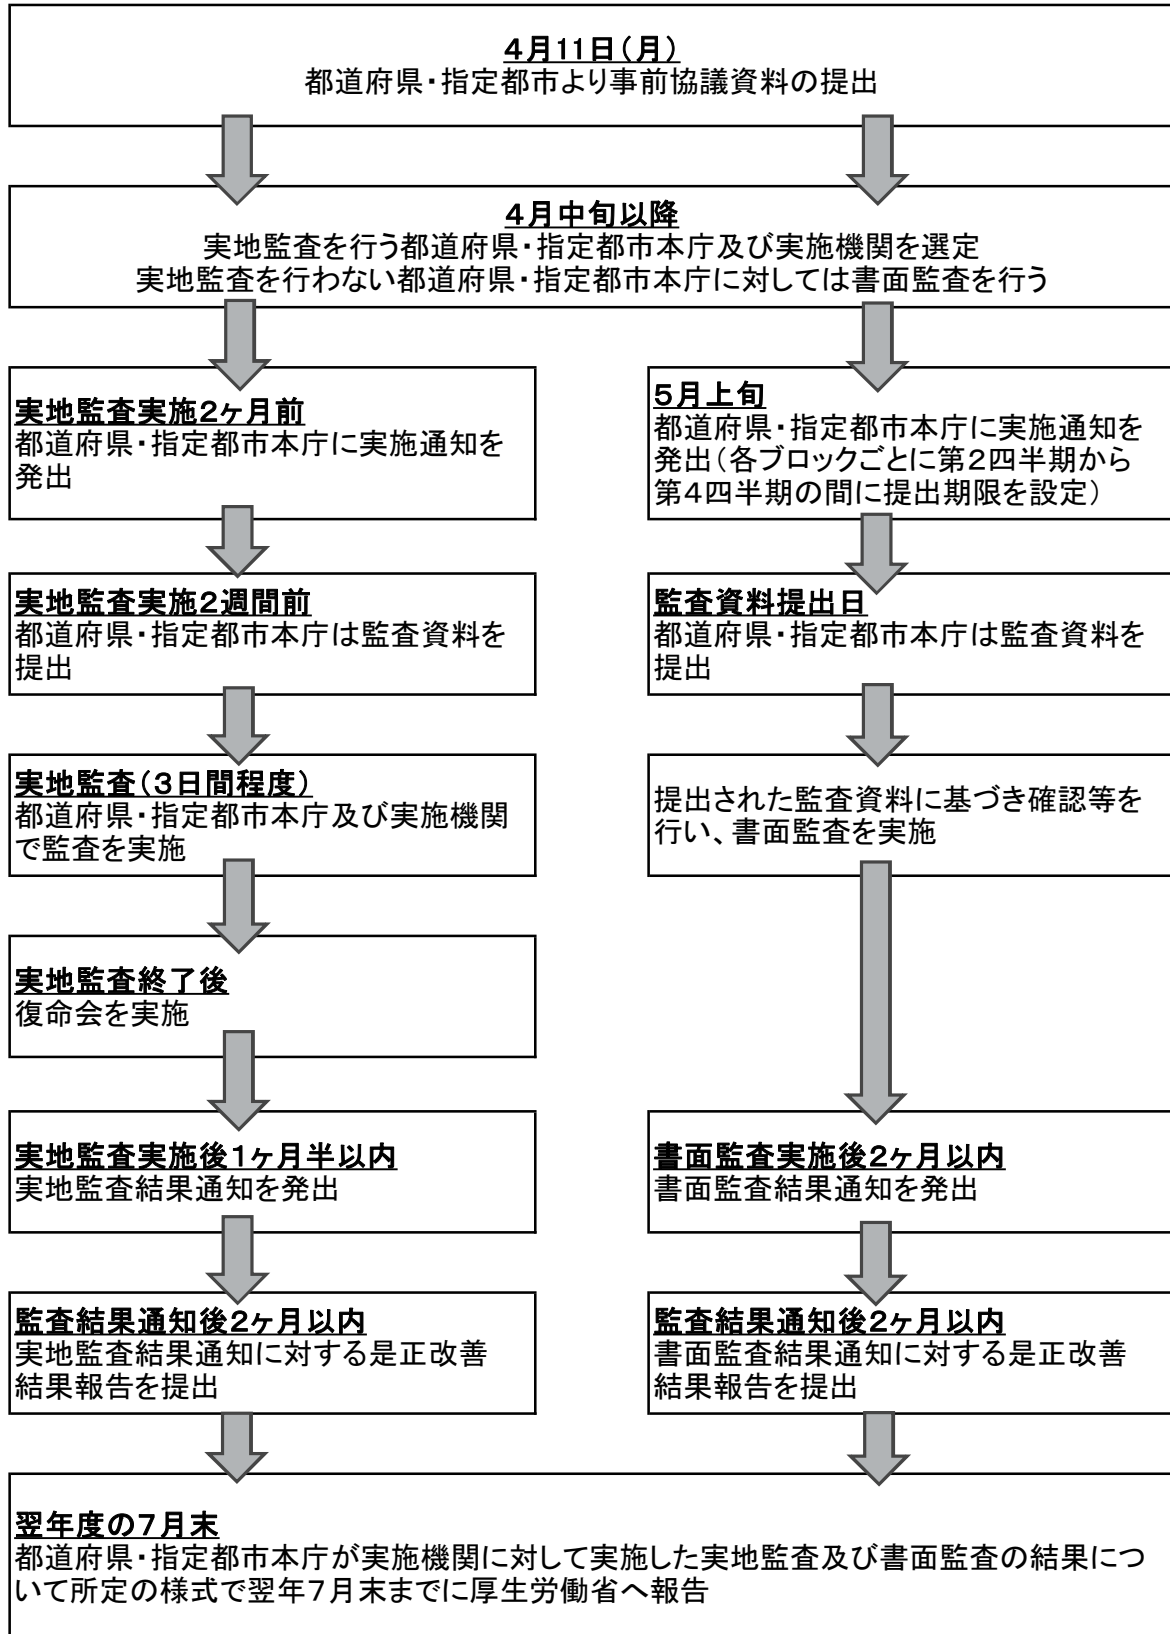 4月11日(月)
都道府県・指定都市より事前協議資料の提出
4月中旬以降
実地監査を行う都道府県・指定都市本庁及び実施機関を選定
実地監査を行わない都道府県・指定都市本庁に対しては書面監査を行う
実地監査実施2ヶ月前
都道府県・指定都市本庁に実施通知を
発出
実地監査実施2週間前
都道府県・指定都市本庁は監査資料を
提出
実地監査(3日間程度)
都道府県・指定都市本庁及び実施機関
で監査を実施
実地監査終了後
復命会を実施
実地監査実施後1ヶ月半以内
実地監査結果通知を発出
監査結果通知後2ヶ月以内
実地監査結果通知に対する是正改善
結果報告を提出
5月上旬
都道府県・指定都市本庁に実施通知を
発出(各ブロックごとに第2四半期から
第4四半期の間に提出期限を設定)
監査資料提出日
都道府県・指定都市本庁は監査資料を
提出
提出された監査資料に基づき確認等を
行い、書面監査を実施
書面監査実施後2ヶ月以内
書面監査結果通知を発出
監査結果通知後2ヶ月以内
書面監査結果通知に対する是正改善
結果報告を提出
翌年度の7月末
都道府県・指定都市本庁が実施機関に対して実施した実地監査及び書面監査の結果につ
いて所定の様式で翌年7月末までに厚生労働省へ報告